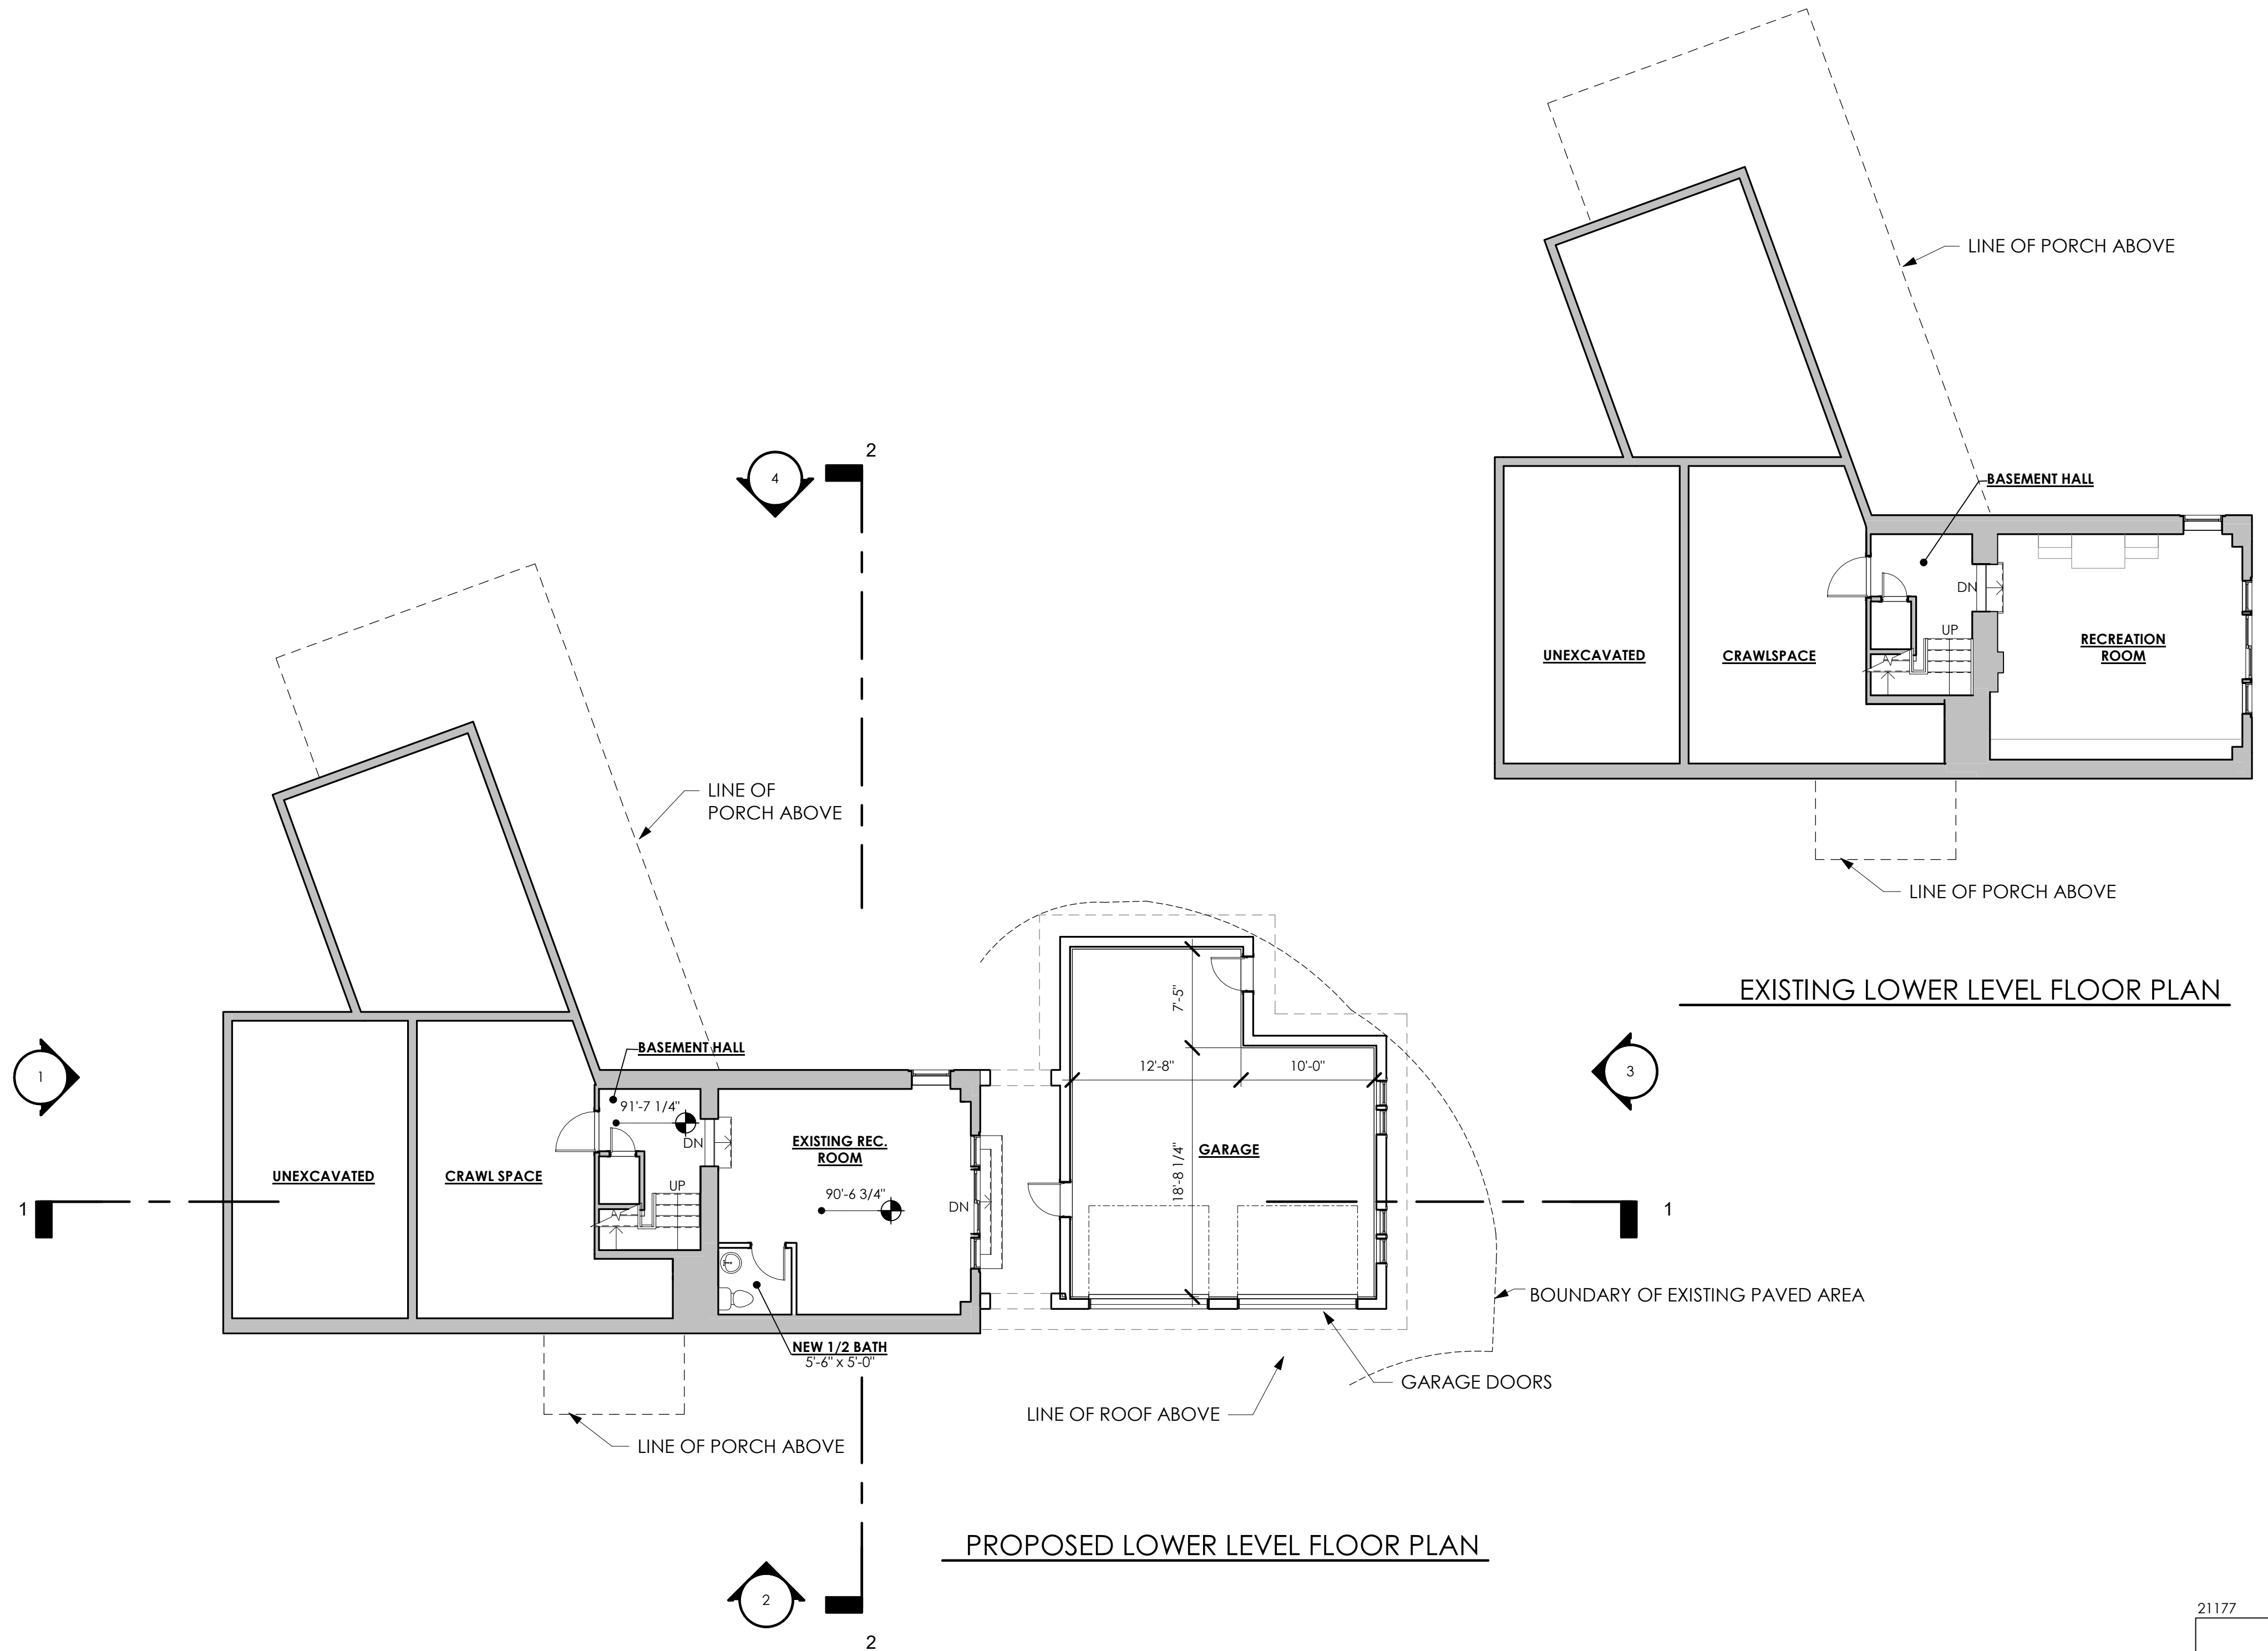 LINE OF PORCH ABOVE
BASEMENT HALL
DN
UP
UNEXCAVATED
CRAWLSPACE
RECREATION
ROOM
LINE OF PORCH ABOVE
EXISTING LOWER LEVEL FLOOR PLAN
2
4
LINE OF
PORCH ABOVE
7'-5"
BASEMENT HALL
12'-8"
10'-0"
1
3
91'-7 1/4"
DN
EXISTING REC.
ROOM
GARAGE
18'-8 1/4"
UNEXCAVATED
CRAWL SPACE
UP
90'-6 3/4"
DN
1
1
BOUNDARY OF EXISTING PAVED AREA
NEW 1/2 BATH
5'-6" x 5'-0"
GARAGE DOORS
LINE OF ROOF ABOVE
LINE OF PORCH ABOVE
PROPOSED LOWER LEVEL FLOOR PLAN
2
2
21177